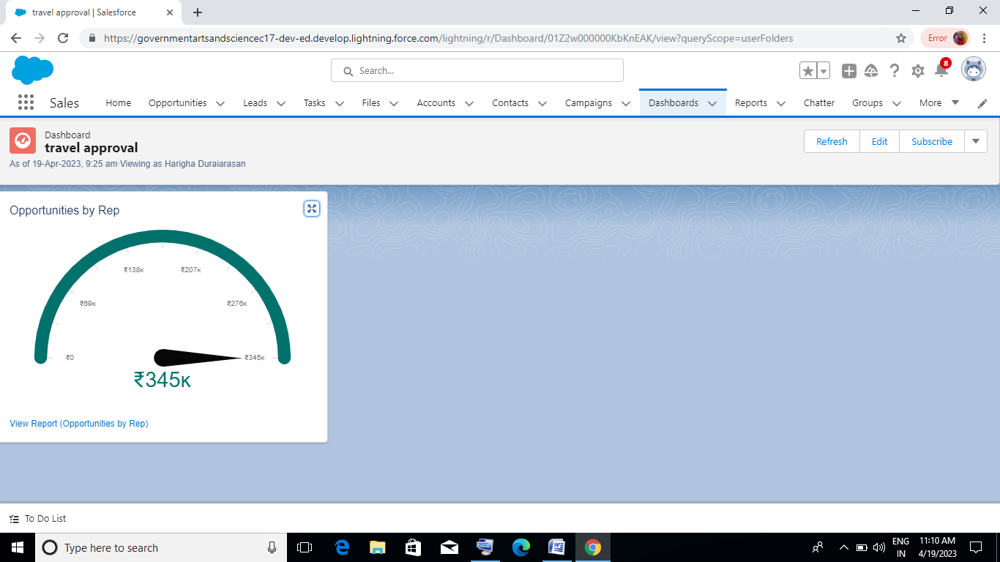 travel approval | Salesforce
https://governmentartsandsciencec17-dev-ed.develop.lightning.force.com/lightning/r/Dashboard/01Z2w000000KbKnEAK/view?queryScope=userFolders
Error
Search...
8
Sales Home Opportunities Leads Tasks Files Accounts Contacts Campaigns Dashboards Reports Chatter Groups More
Dashboard
travel approval
As of 19-Apr-2023, 9:25 am·Viewing as Harigha Duraiarasan
Refresh Edit Subscribe
Opportunities by Rep
₹138K ₹207K
₹69K ₹276K
₹0 ₹345K
₹345K
View Report (Opportunities by Rep)
To Do List
Type here to search
ENG
IN
11:10 AM
4/19/2023